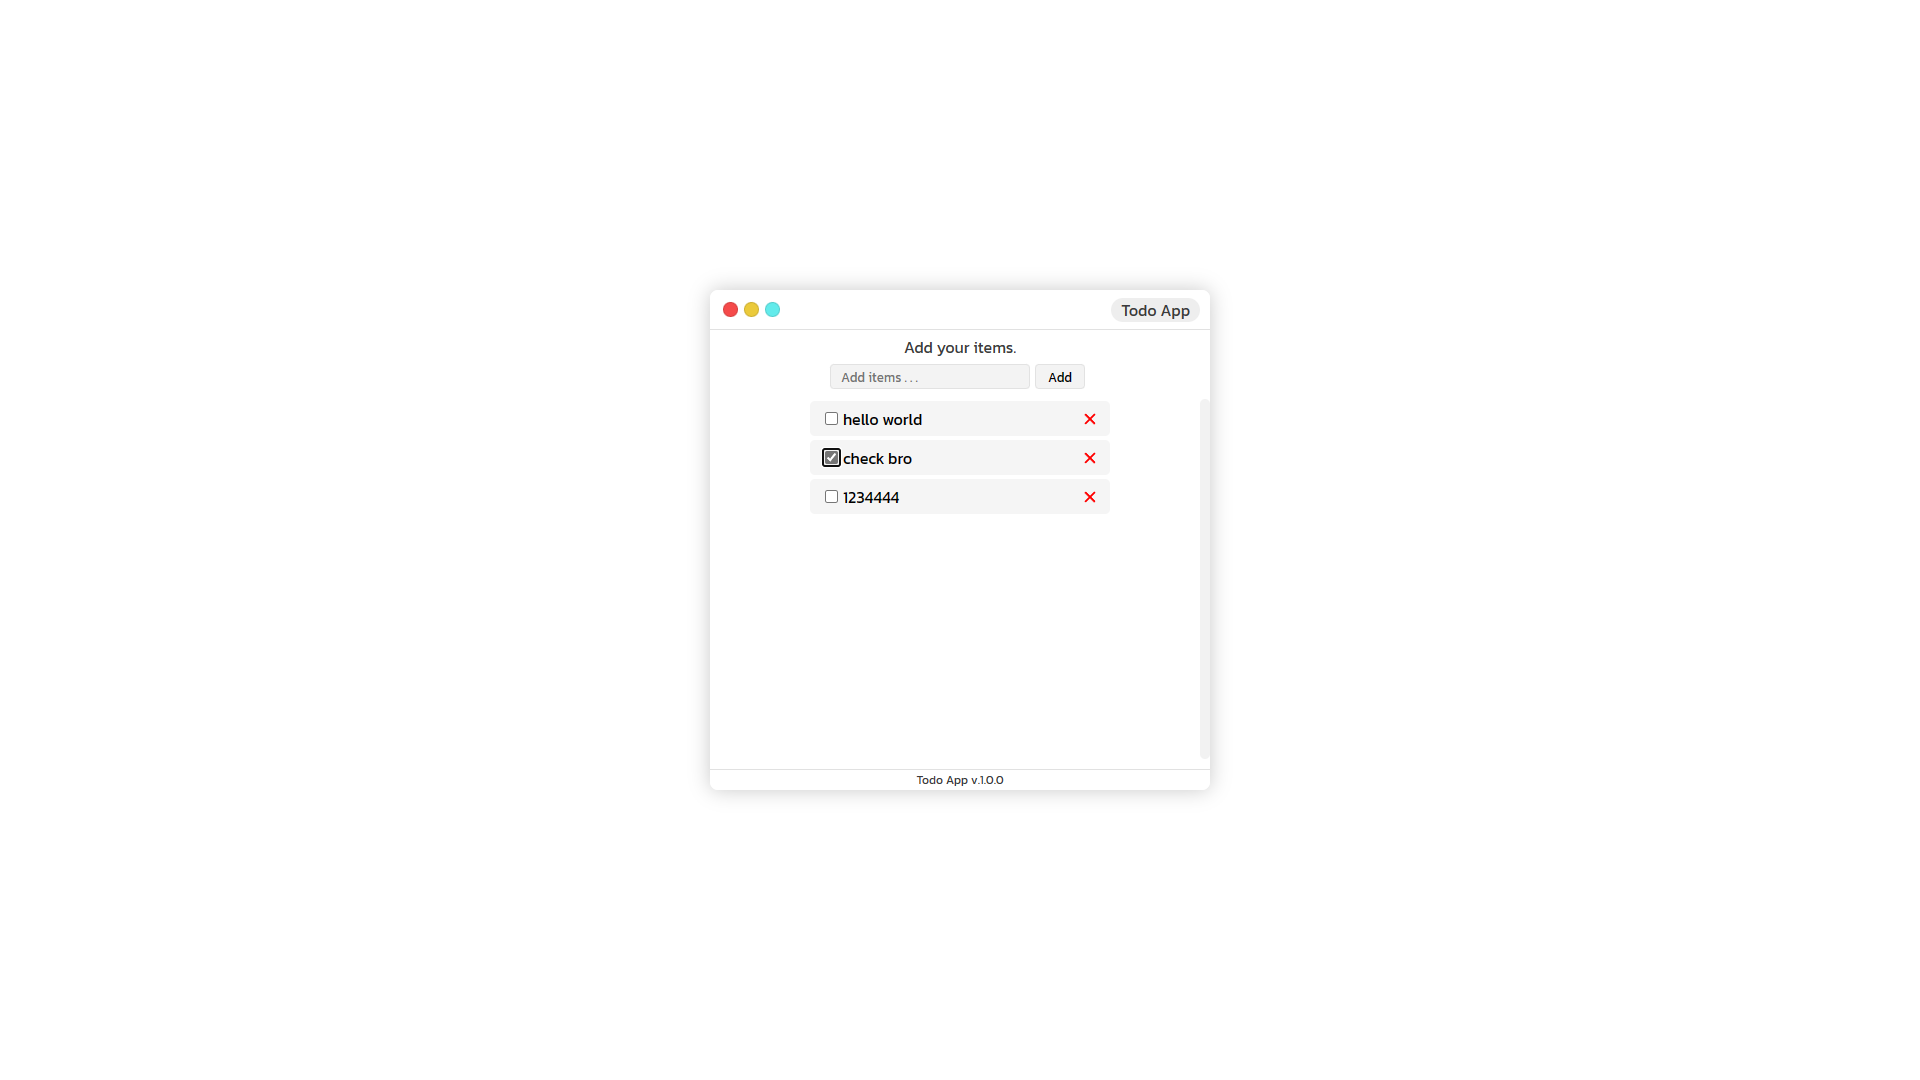 Todo App
Add your items.
Add items . . .
Add
hello world
check bro
1234444
Todo App v.1.0.0